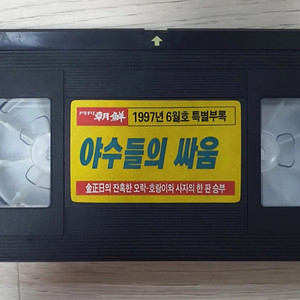 月刊朝鮮 1997년 6월호 특별부록
야수들의 싸움
金正日의 잔혹한 오락-호랑이와 사자의 한 판 승부